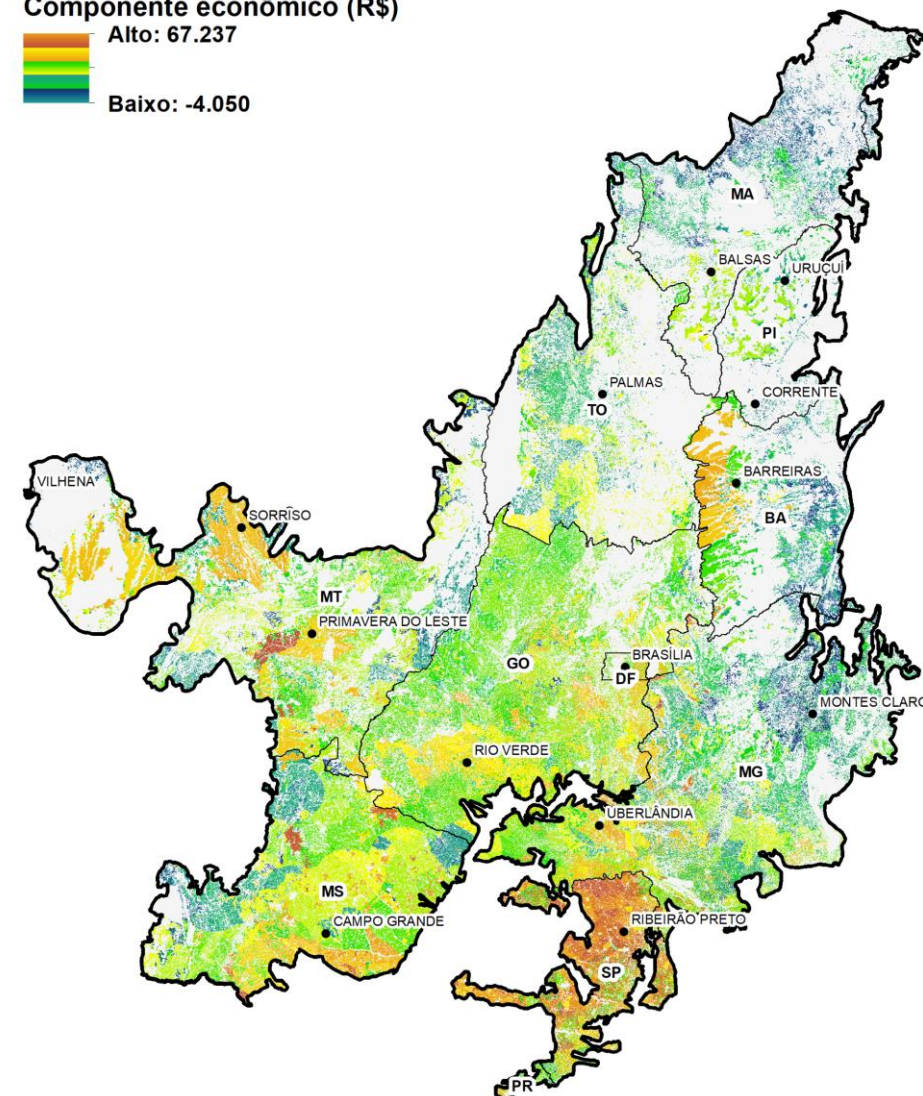 Componente econômico (R$)
Alto: 67.237
Baixo: -4.050
MA
BALSAS
URUÇUÍ
PI
PALMAS
TO
CORRENTE
BARREIRAS
BA
VILHENA
SORRISO
MT
PRIMAVERA DO LESTE
GO
BRASÍLIA
DF
MONTES CLARO
RIO VERDE
MG
UBERLÂNDIA
MS
CAMPO GRANDE
RIBEIRÃO PRETO
SP
PR